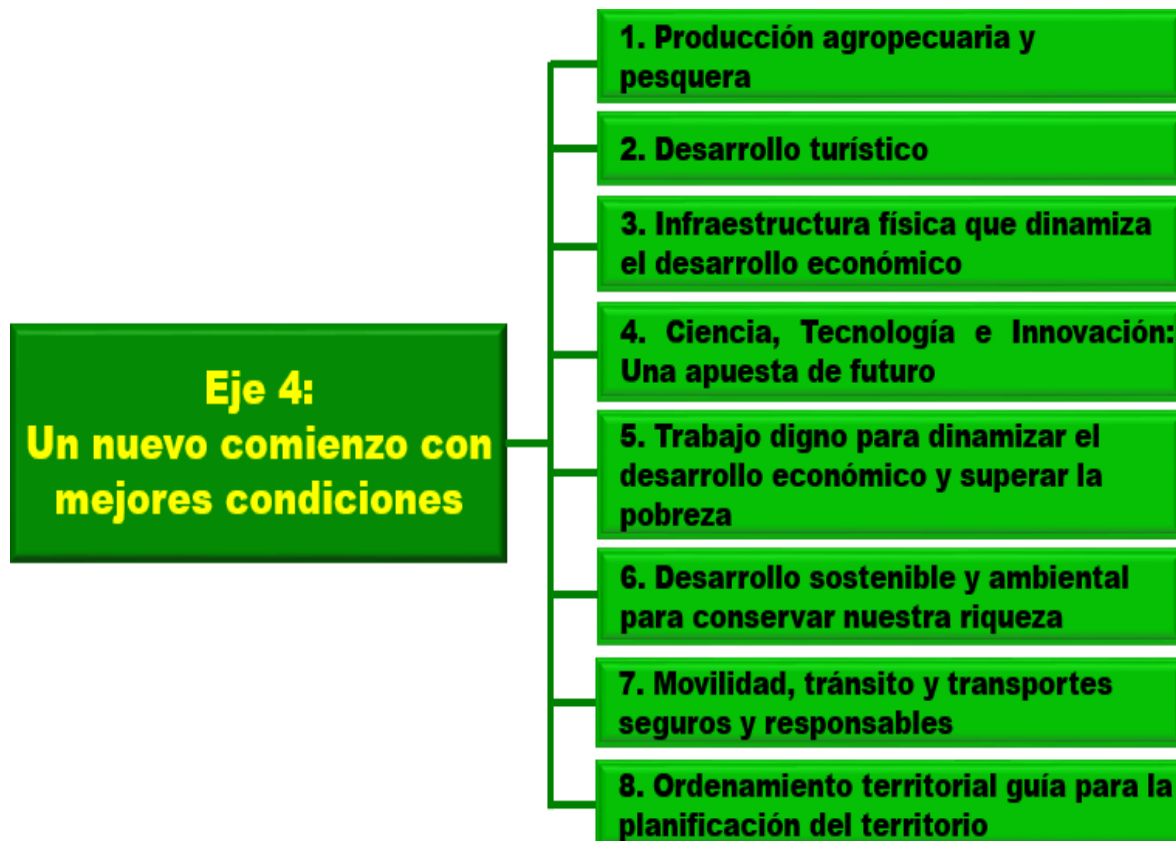 1. Producción agropecuaria y
pesquera
2. Desarrollo turístico
3. Infraestructura física que dinamiza
el desarrollo económico
4. Ciencia, Tecnología e Innovación:
Una apuesta de futuro
Eje 4:
Un nuevo comienzo con
mejores condiciones
5. Trabajo digno para dinamizar el
desarrollo económico y superar la
pobreza
6. Desarrollo sostenible y ambiental
para conservar nuestra riqueza
7. Movilidad, tránsito y transportes
seguros y responsables
8. Ordenamiento territorial guía para la
planificación del territorio